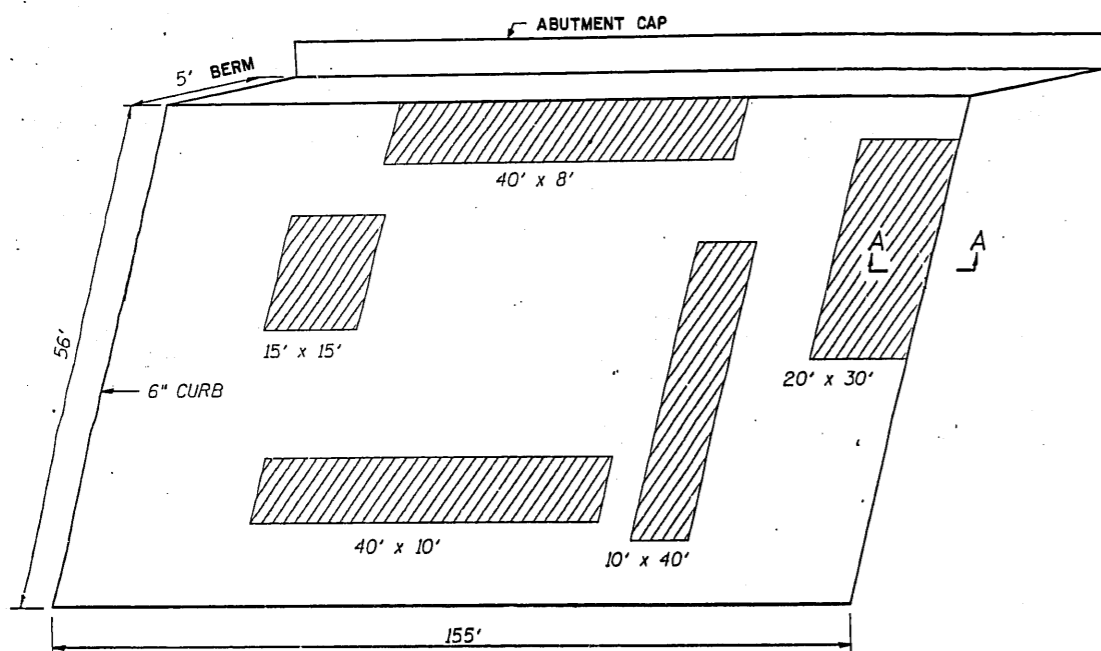 ABUTMENT CAP
5' BERM
40' x 8'
A A
15' x 15'
56'
6" CURB
20' x 30'
40' x 10'
10' x 40'
155'